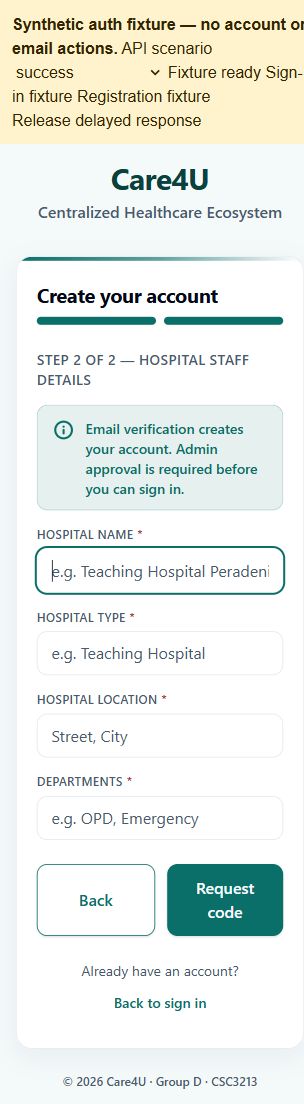 Synthetic auth fixture — no account or
email actions. API scenario
success Fixture ready Sign-
in fixture Registration fixture
Release delayed response
Care4U
Centralized Healthcare Ecosystem
Create your account
STEP 2 OF 2 — HOSPITAL STAFF
DETAILS
Email verification creates
your account. Admin
approval is required before
you can sign in.
HOSPITAL NAME *
e.g. Teaching Hospital Peradeni
HOSPITAL TYPE *
e.g. Teaching Hospital
HOSPITAL LOCATION *
Street, City
DEPARTMENTS *
e.g. OPD, Emergency
Back
Request
code
Already have an account?
Back to sign in
© 2026 Care4U · Group D · CSC3213